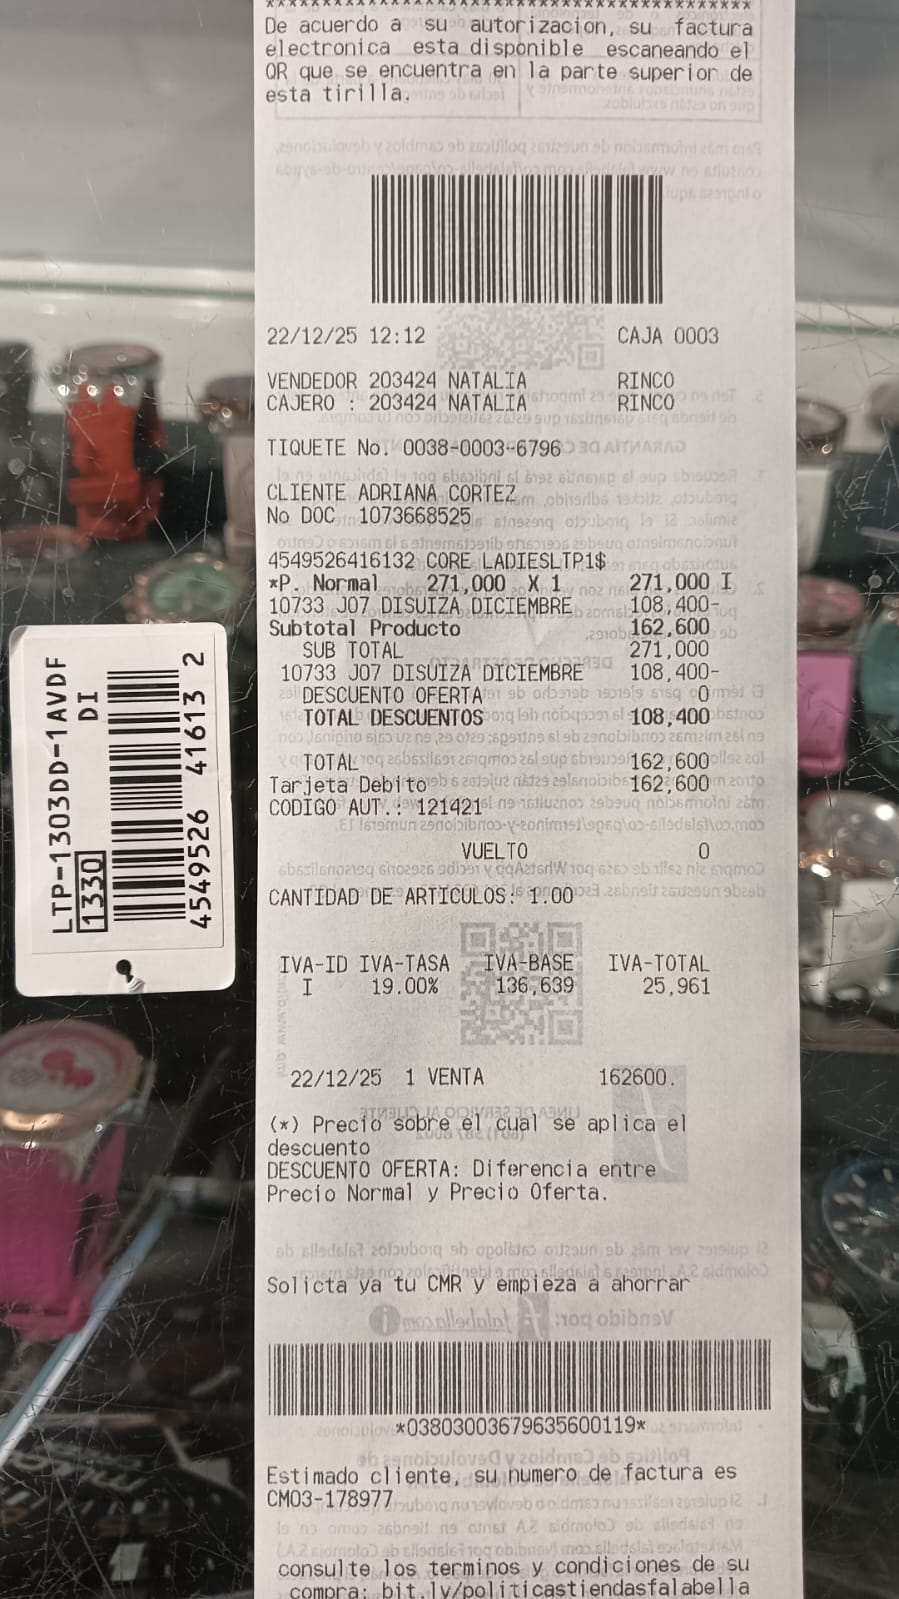 De acuerdo a su autorizacion, su factura
electronica esta disponible escaneando el
QR que se encuentra en la parte superior de
esta tirilla.
22/12/25 12:12 CAJA 0003
VENDEDOR 203424 NATALIA RINCO
CAJERO : 203424 NATALIA RINCO
TIQUETE No. 0038-0003-6796
CLIENTE ADRIANA CORTEZ
No DOC 1073668525
4549526416132 CORE LADIESLTP1$
*P. Normal 271,000 X 1 271,000 I
10733 J07 DISUIZA DICIEMBRE 108,400-
Subtotal Producto 162,600
SUB TOTAL 271,000
10733 J07 DISUIZA DICIEMBRE 108,400-
DESCUENTO OFERTA 0
TOTAL DESCUENTOS 108,400
TOTAL 162,600
Tarjeta Debito 162,600
CODIGO AUT.: 121421
VUELTO 0
CANTIDAD DE ARTICULOS: 1.00
IVA-ID IVA-TASA IVA-BASE IVA-TOTAL
I 19.00% 136,639 25,961
22/12/25 1 VENTA 162600.
(*) Precio sobre el cual se aplica el
descuento
DESCUENTO OFERTA: Diferencia entre
Precio Normal y Precio Oferta.
Solicta ya tu CMR y empieza a ahorrar
*03803003679635600119*
Estimado cliente, su numero de factura es
CM03-178977
consulte los terminos y condiciones de su
compra: bit.ly/politicastiendasfalabella
LTP-1303DD-1AVDF
DI
1330
4549526 41613 2